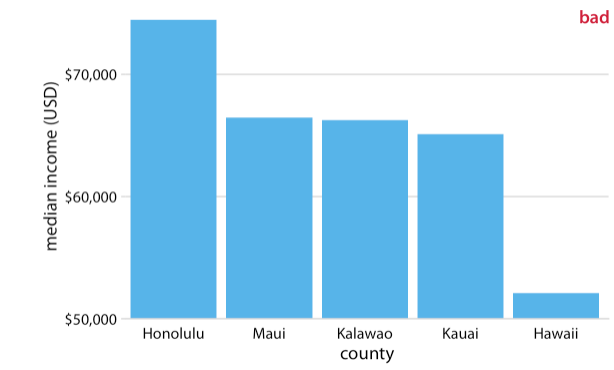 bad
median income (USD)
$70,000
$60,000
$50,000
Honolulu Maui Kalawao Kauai Hawaii
county